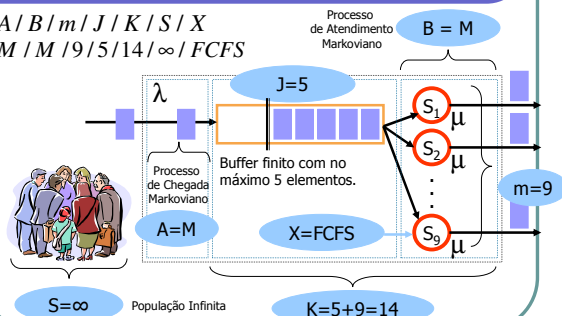 A / B / m / J / K / S / X
M / M / 9 / 5 / 14 / ∞ / FCFS
Processo
de Atendimento
Markoviano
B = M
λ
J=5
S1
μ
S2
μ
Buffer finito com no
máximo 5 elementos.
Processo
de Chegada
Markoviano
m=9
A=M
X=FCFS
S9
μ
S=∞
População Infinita
K=5+9=14